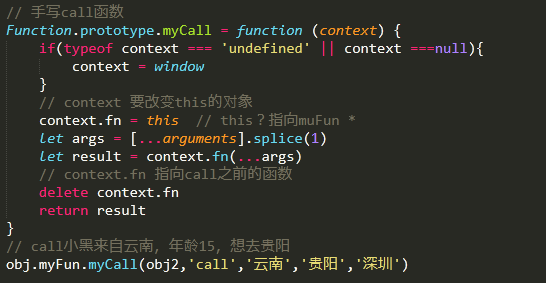 // 手写call函数
Function.prototype.myCall = function (context) {
    if(typeof context === 'undefined' || context ===null){
        context = window
    }
    // context 要改变this的对象
    context.fn = this  // this？指向muFun *
    let args = [...arguments].splice(1)
    let result = context.fn(...args)
    // context.fn 指向call之前的函数
    delete context.fn
    return result
}
// call小黑来自云南，年龄15，想去贵阳
obj.myFun.myCall(obj2,'call','云南','贵阳','深圳')